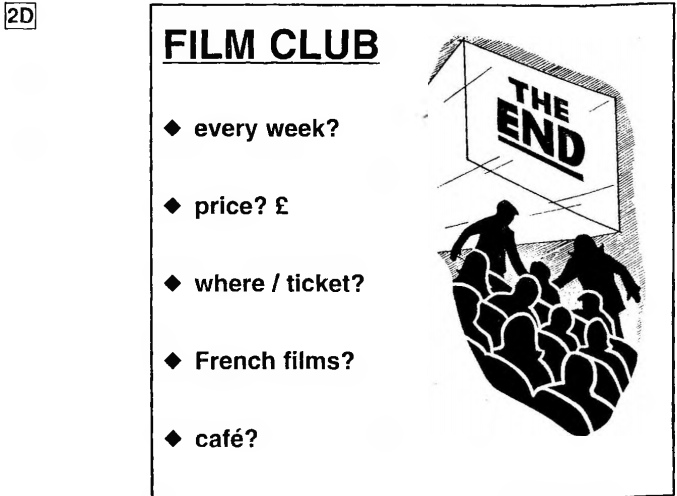 2D
FILM CLUB
THE
END
◆ every week?
◆ price? £
◆ where / ticket?
◆ French films?
◆ café?